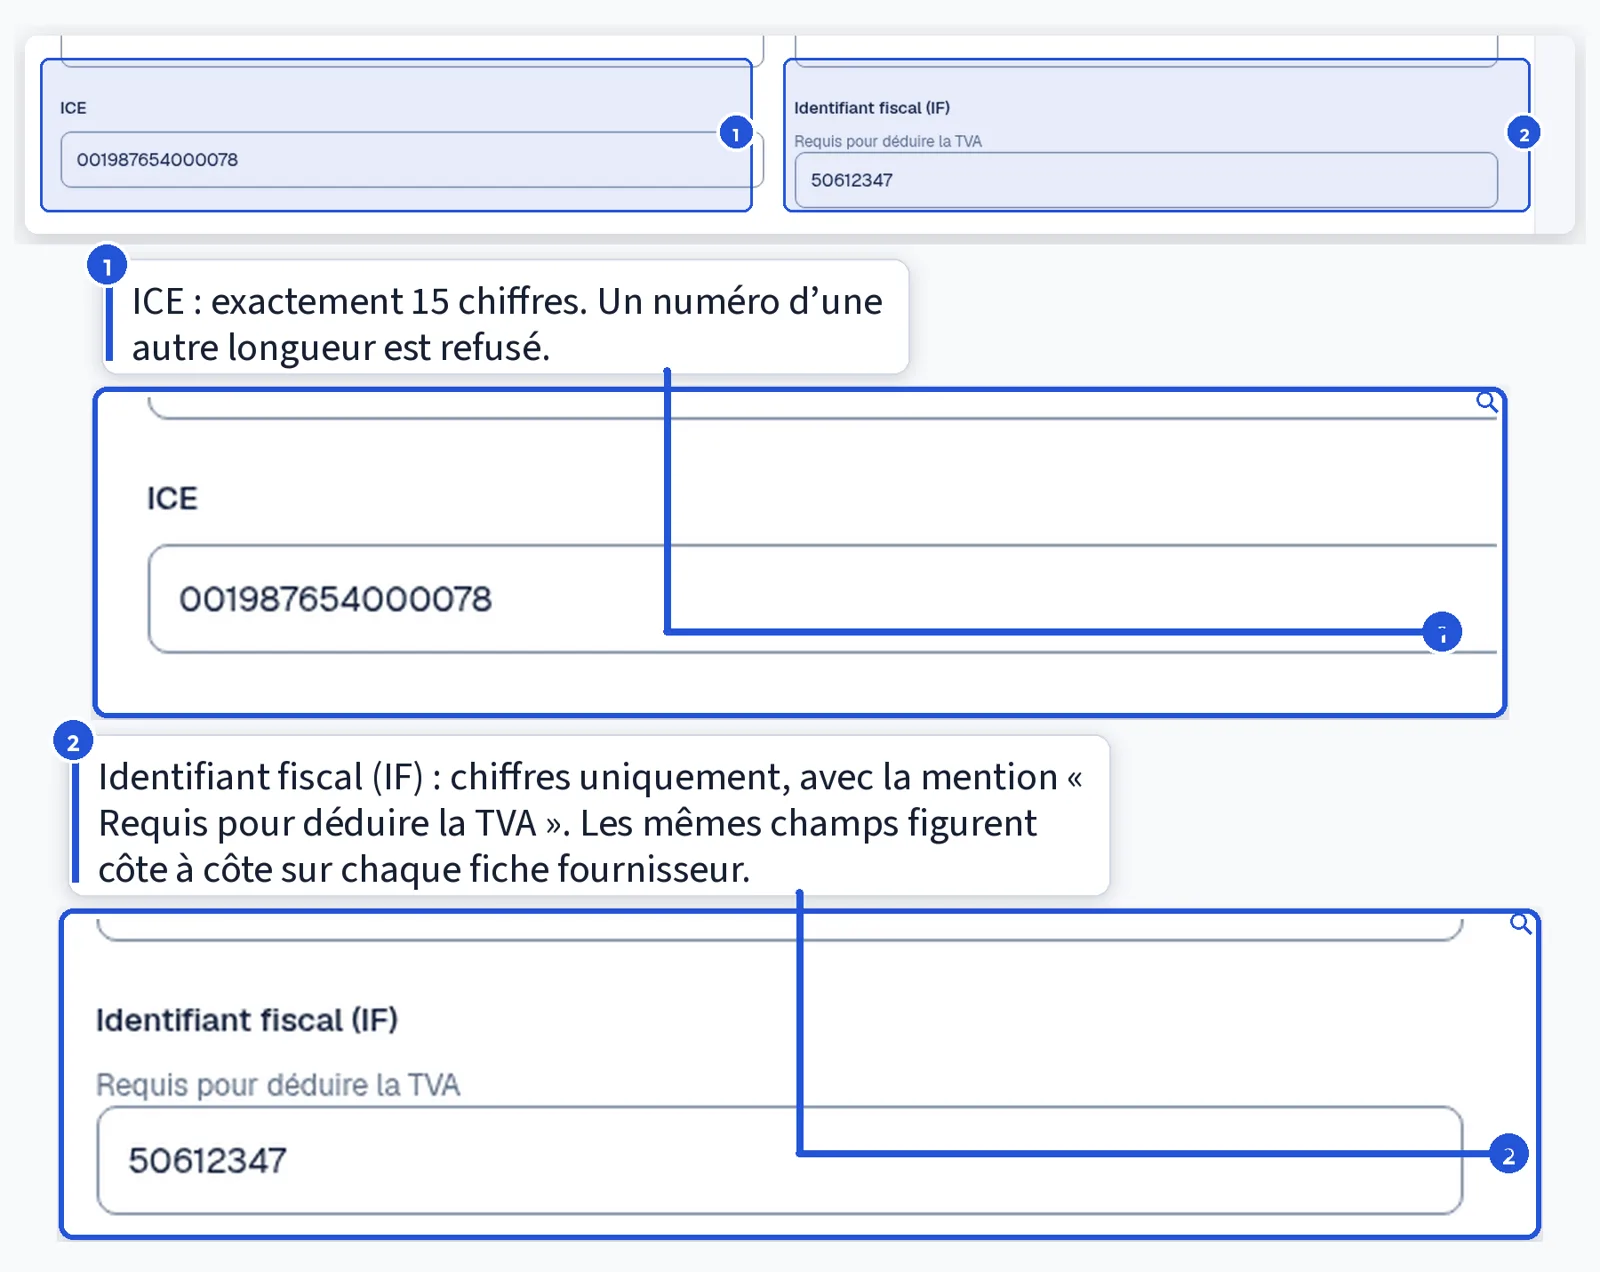 ICE
001987654000078
1
Identifiant fiscal (IF)
Requis pour déduire la TVA
50612347
2
1
ICE : exactement 15 chiffres. Un numéro d’une
autre longueur est refusé.
ICE
001987654000078
1
2
Identifiant fiscal (IF) : chiffres uniquement, avec la mention «
Requis pour déduire la TVA ». Les mêmes champs figurent
côte à côte sur chaque fiche fournisseur.
Identifiant fiscal (IF)
Requis pour déduire la TVA
50612347
2